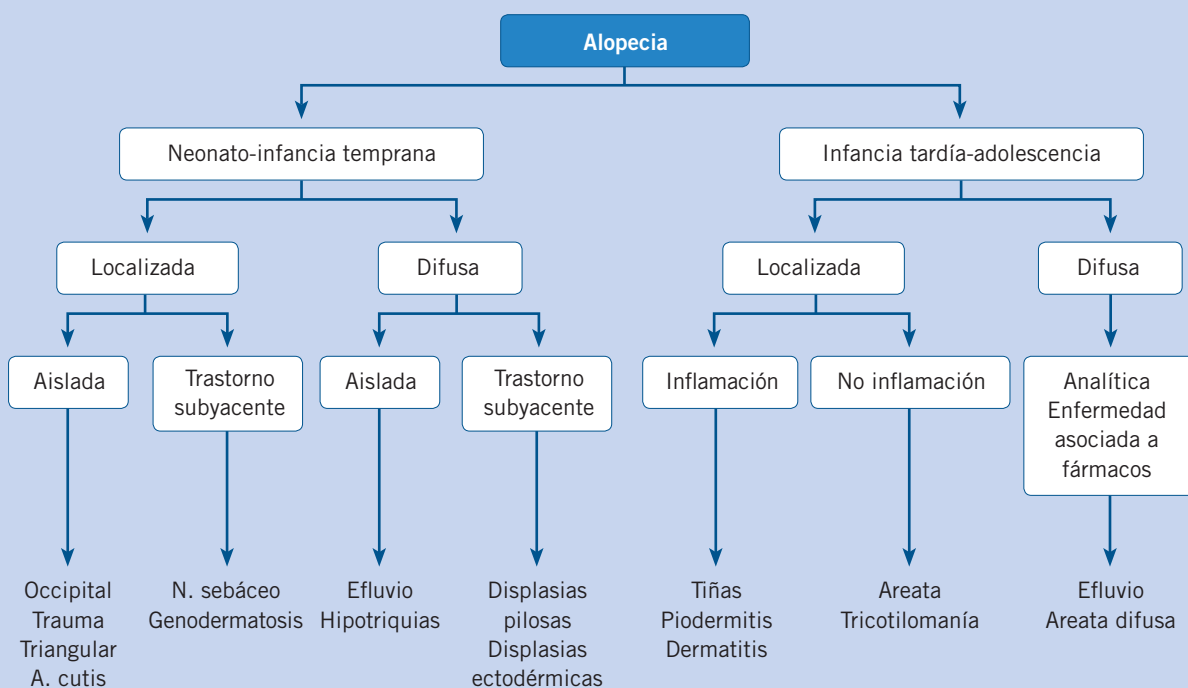 Alopecia
Neonato-infancia temprana
Infancia tardía-adolescencia
Localizada
Difusa
Localizada
Difusa
Aislada
Trastorno
subyacente
Aislada
Trastorno
subyacente
Inflamación
No inflamación
Analítica
Enfermedad
asociada a
fármacos
Occipital
Trauma
Triangular
A. cutis
N. sebáceo
Genodermatosis
Efluvio
Hipotriquias
Displasias
pilosas
Displasias
ectodérmicas
Tiñas
Piodermitis
Dermatitis
Areata
Tricotilomanía
Efluvio
Areata difusa